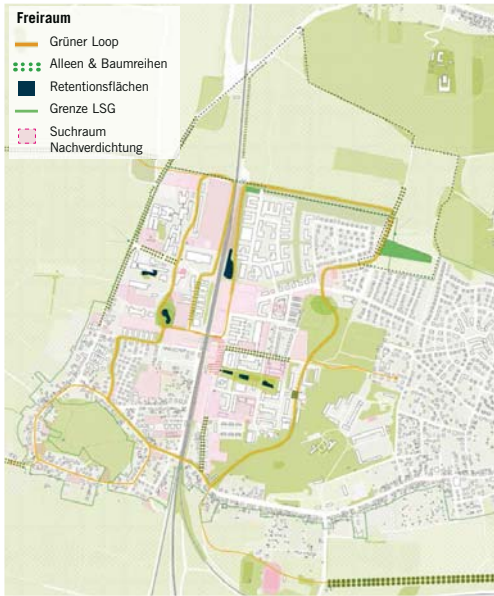 Freiraum
Grüner Loop
Alleen & Baumreihen
Retentionsflächen
Grenze LSG
Suchraum
Nachverdichtung